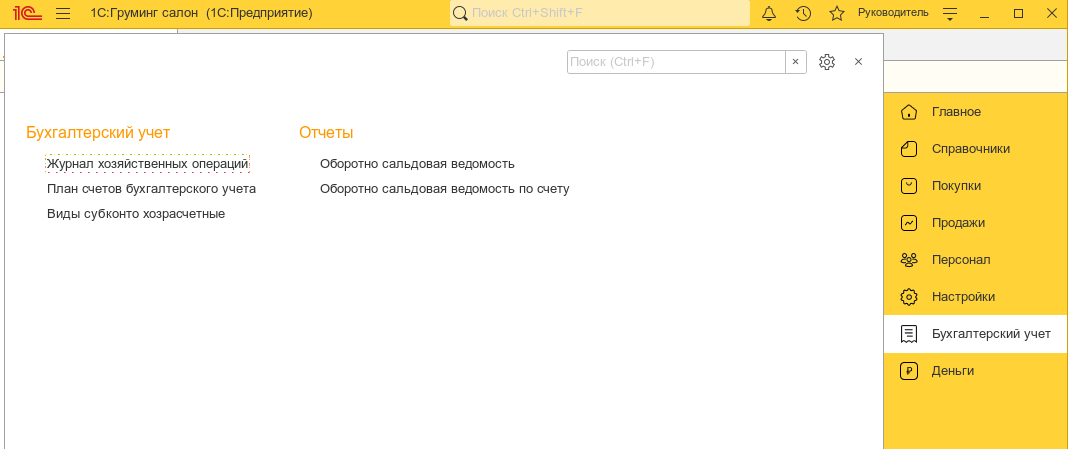 1С:Груминг салон (1С:Предприятие)
Поиск Ctrl+Shift+F
Руководитель
Поиск (Ctrl+F)
Бухгалтерский учет
Журнал хозяйственных операций
План счетов бухгалтерского учета
Виды субконто хозрасчетные
Отчеты
Оборотно сальдовая ведомость
Оборотно сальдовая ведомость по счету
Главное
Справочники
Покупки
Продажи
Персонал
Настройки
Бухгалтерский учет
Деньги